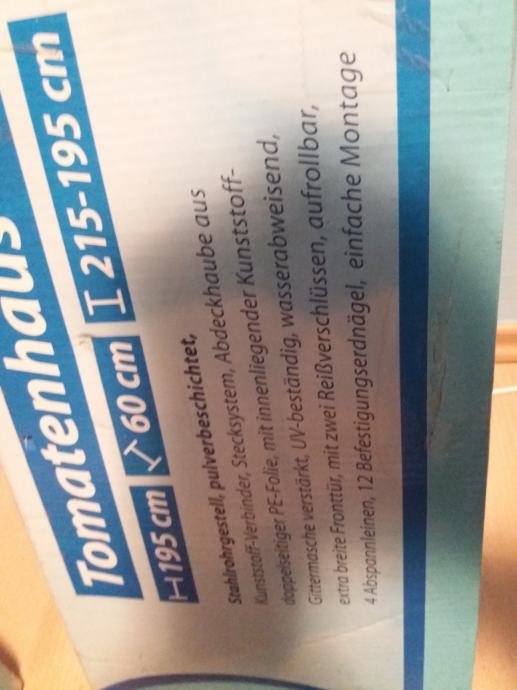 Tomatenhaus
195 cm 60 cm 215-195 cm
Stahlrohrgestell, pulverbeschichtet,
Kunststoff-Verbinder, Stecksystem, Abdeckhaube aus
doppelseitiger PE-Folie, mit innenliegender Kunststoff-
Gittermasche verstärkt, UV-beständig, wasserabweisend,
extra breite Fronttür, mit zwei Reißverschlüssen, aufrollbar,
4 Abspannleinen, 12 Befestigungserdnägel, einfache Montage